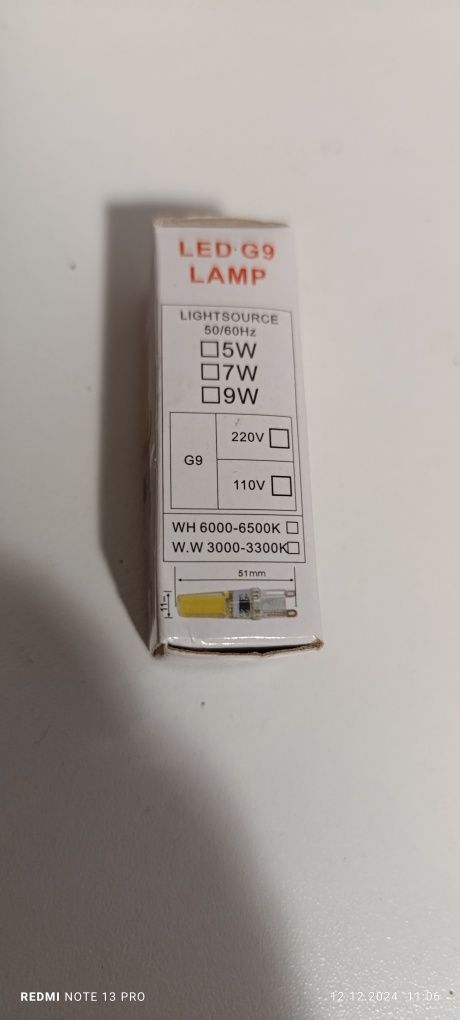 LED·G9
LAMP
LIGHTSOURCE
50/60Hz
☐5W
☐7W
☐9W
220V☐
G9
110V☐
WH 6000-6500K☐
W.W 3000-3300K☐
51mm
11
REDMI NOTE 13 PRO
12.12.2024 11:06